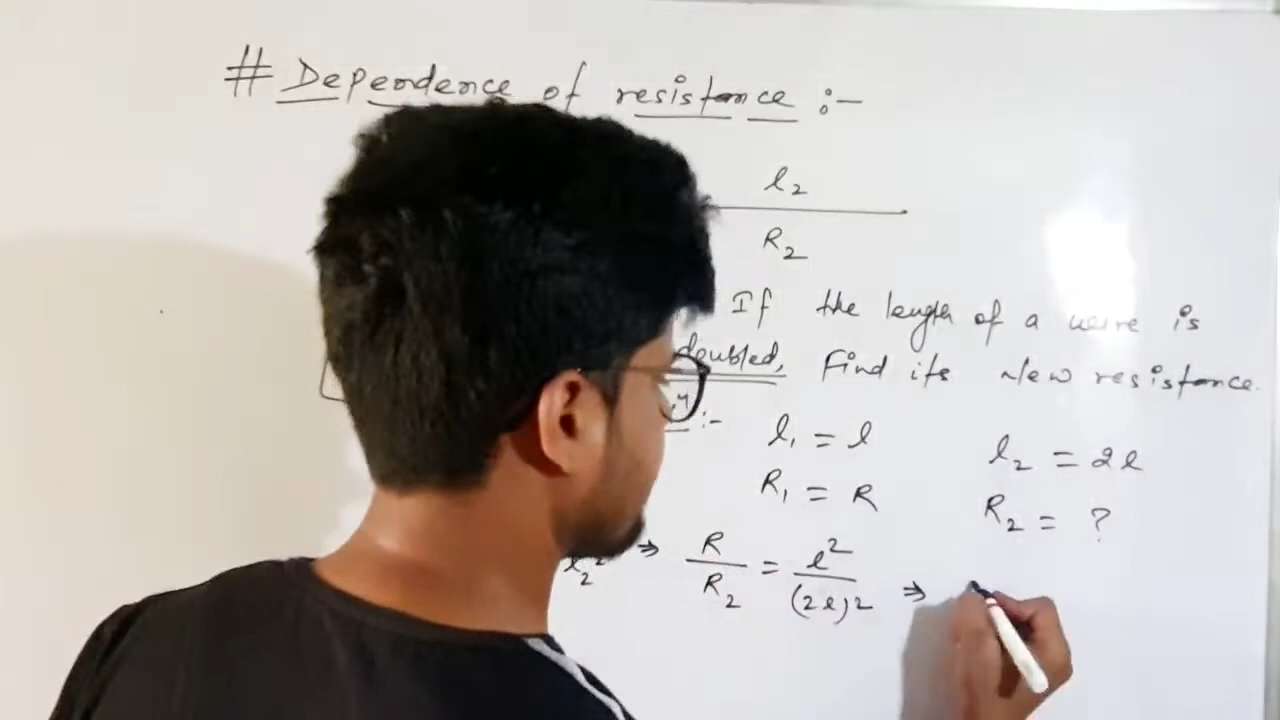 # Dependence of resistance :-
l₂
R₂
If the length of a wire is
doubled, Find its New resistance.
:- l₁ = l l₂ = 2l
R₁ = R R₂ = ?
l₂² ⇒ R/R₂ = l²/(2l)² ⇒